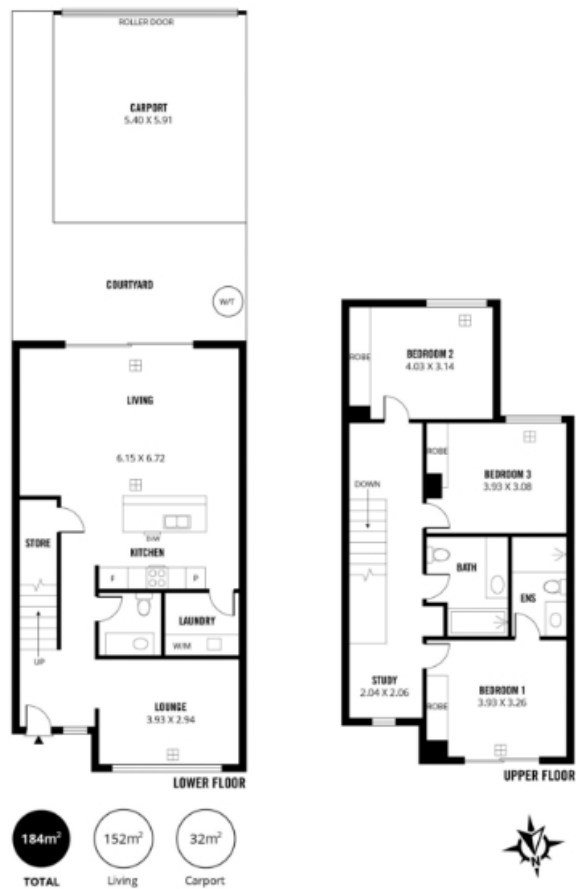 ROLLER DOOR
CARPORT
5.40 X 5.91
COURTYARD
W/T
LIVING
6.15 X 6.72
STORE
D/W
KITCHEN
F
P
LAUNDRY
W/M
UP
LOUNGE
3.93 X 2.94
LOWER FLOOR
ROBE
BEDROOM 2
4.03 X 3.14
ROBE
BEDROOM 3
3.93 X 3.08
DOWN
BATH
ENS
STUDY
2.04 X 2.06
ROBE
BEDROOM 1
3.93 X 3.26
UPPER FLOOR
184m²
152m²
32m²
TOTAL
Living
Carport
N